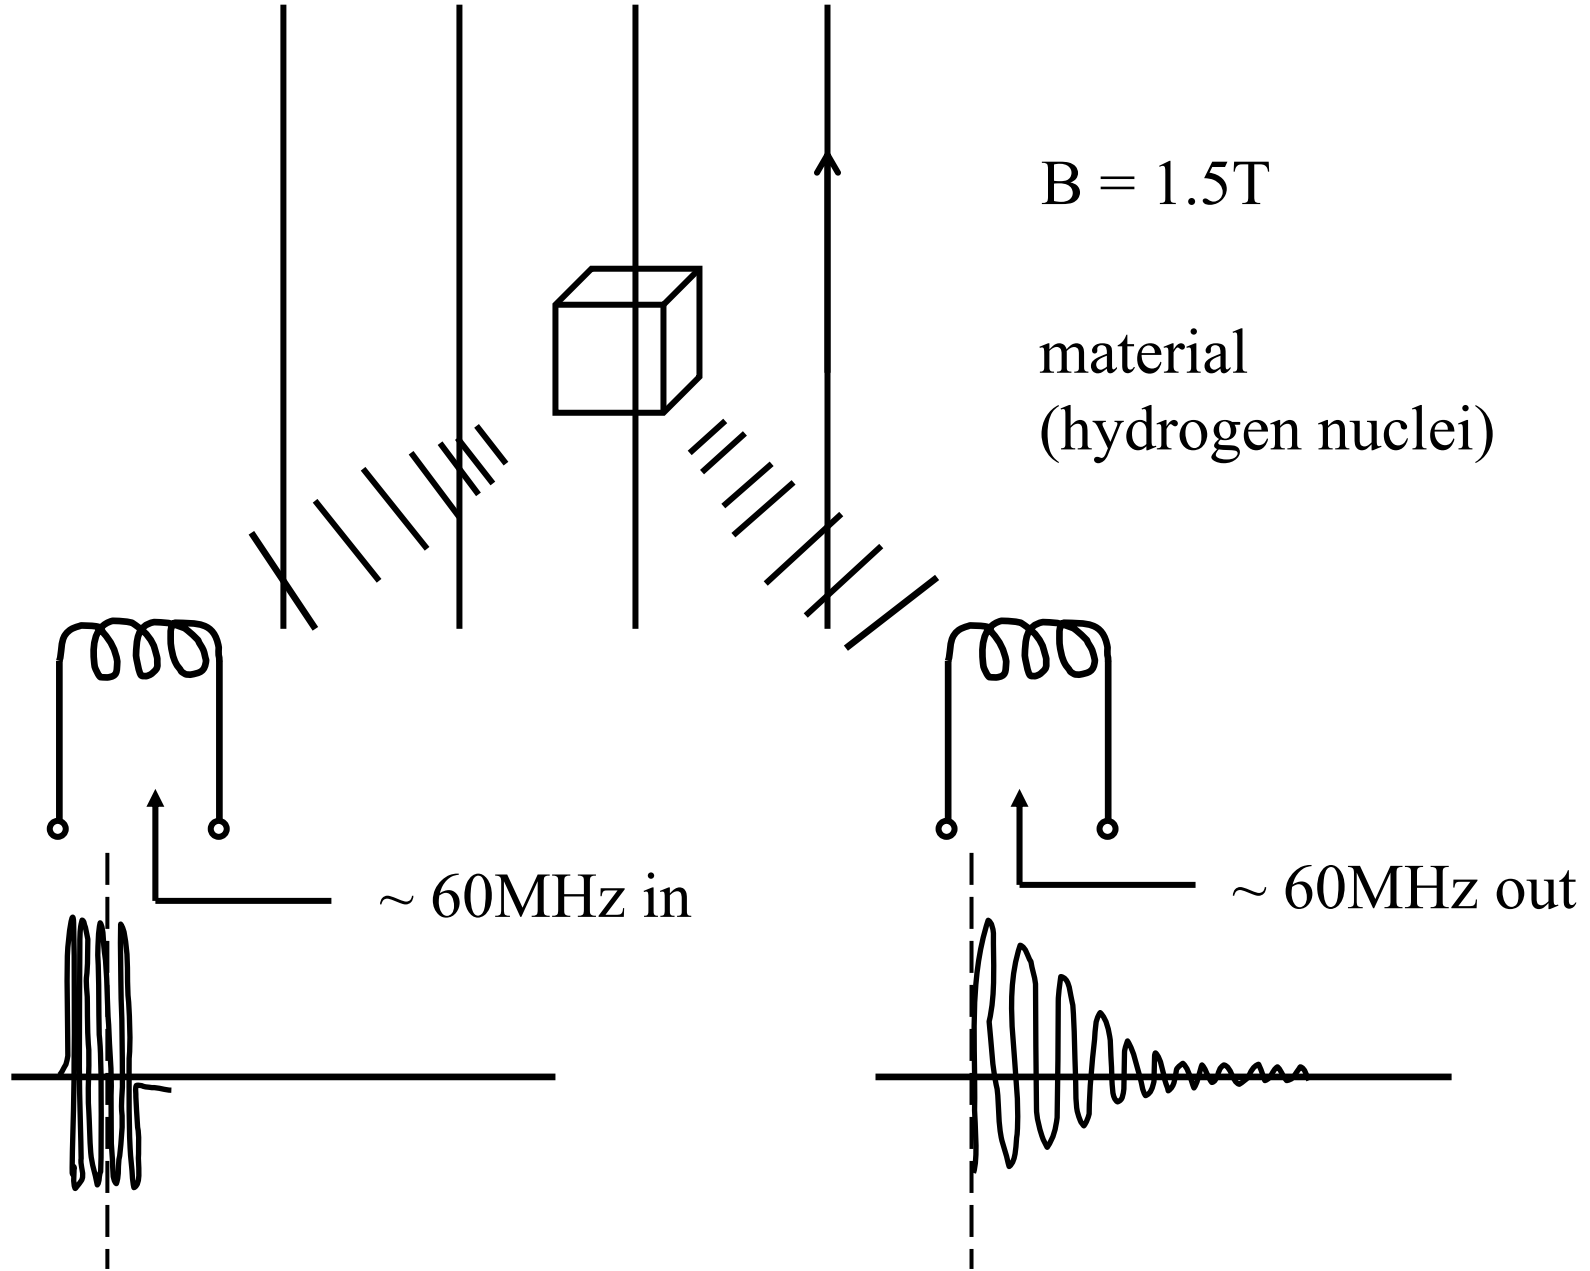 B = 1.5T
material
(hydrogen nuclei)
~ 60MHz in
~ 60MHz out